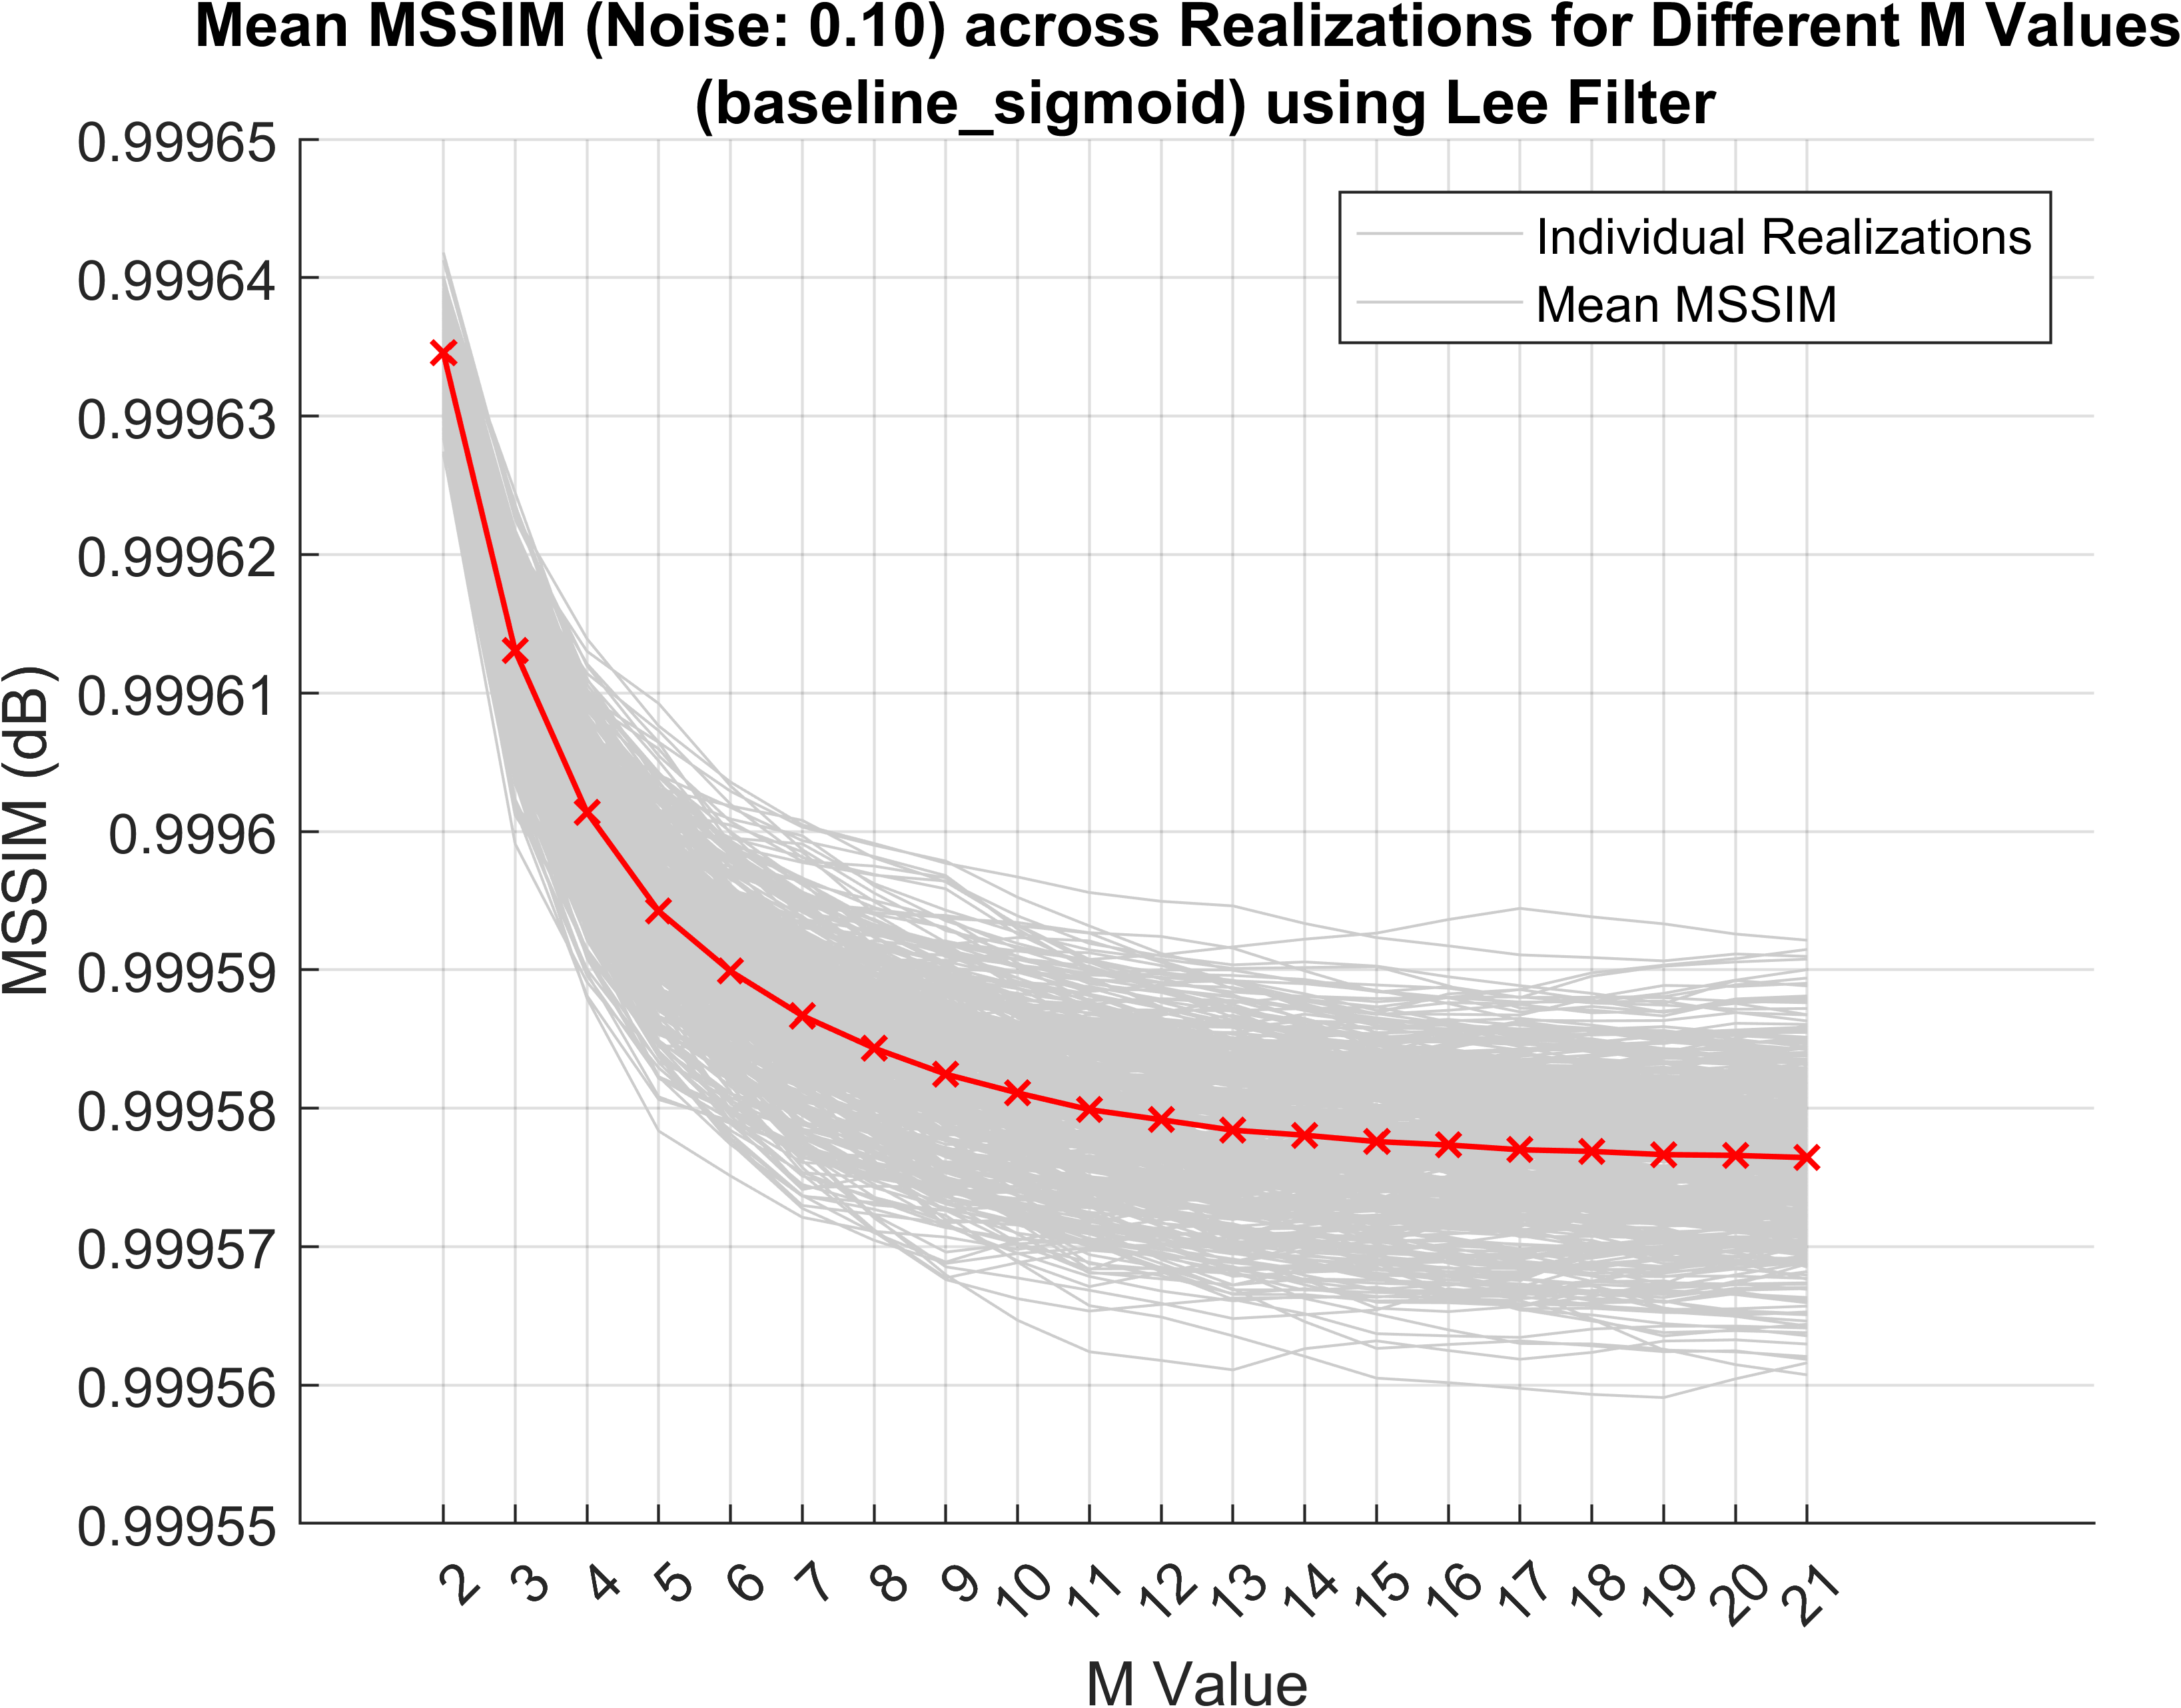 Mean MSSIM (Noise: 0.10) across Realizations for Different M Values
(baseline_sigmoid) using Lee Filter
0.99965
0.99964
0.99963
0.99962
0.99961
0.9996
0.99959
0.99958
0.99957
0.99956
0.99955
MSSIM (dB)
Individual Realizations
Mean MSSIM
2 3 4 5 6 7 8 9 10 11 12 13 14 15 16 17 18 19 20 21
M Value